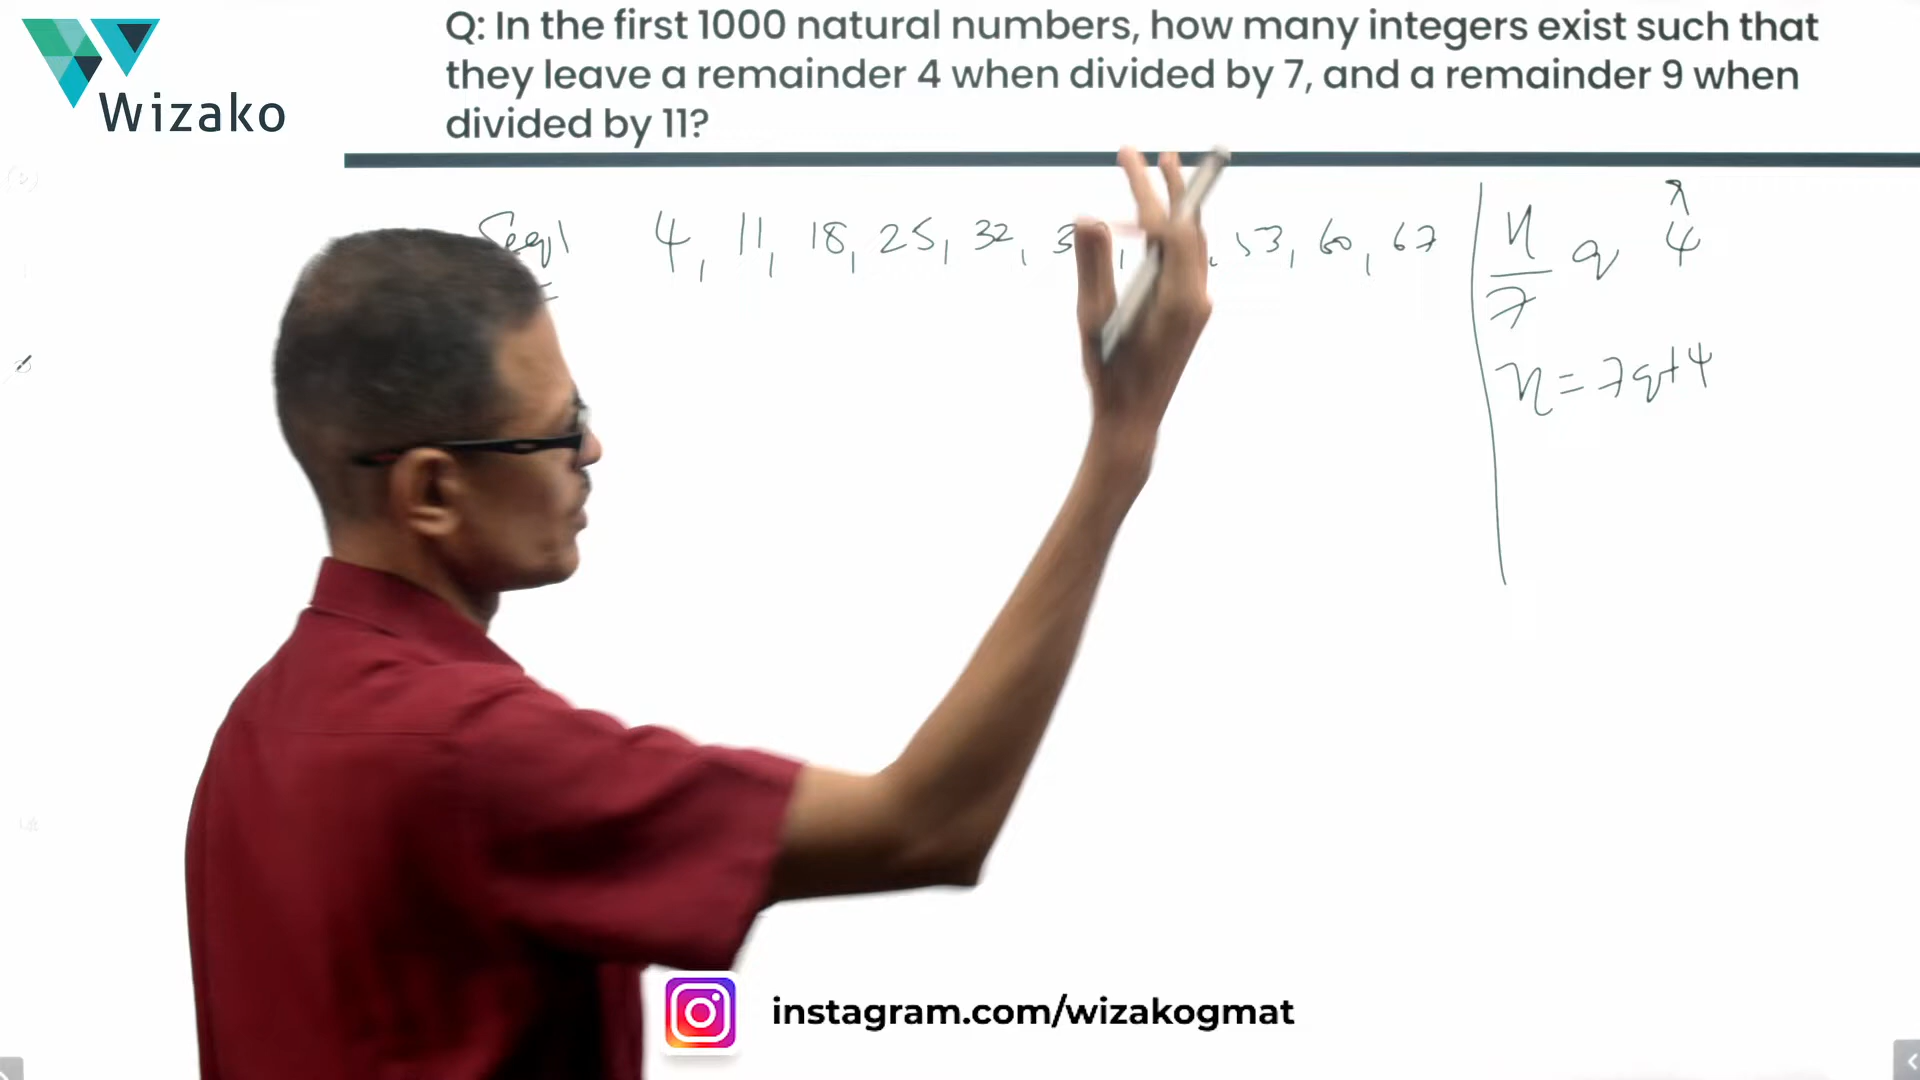 Wizako
Q: In the first 1000 natural numbers, how many integers exist such that
they leave a remainder 4 when divided by 7, and a remainder 9 when
divided by 11?
Seq1 4, 11, 18, 25, 32, 53, 60, 67
n/7 q r
4
n = 7q+4
instagram.com/wizakogmat